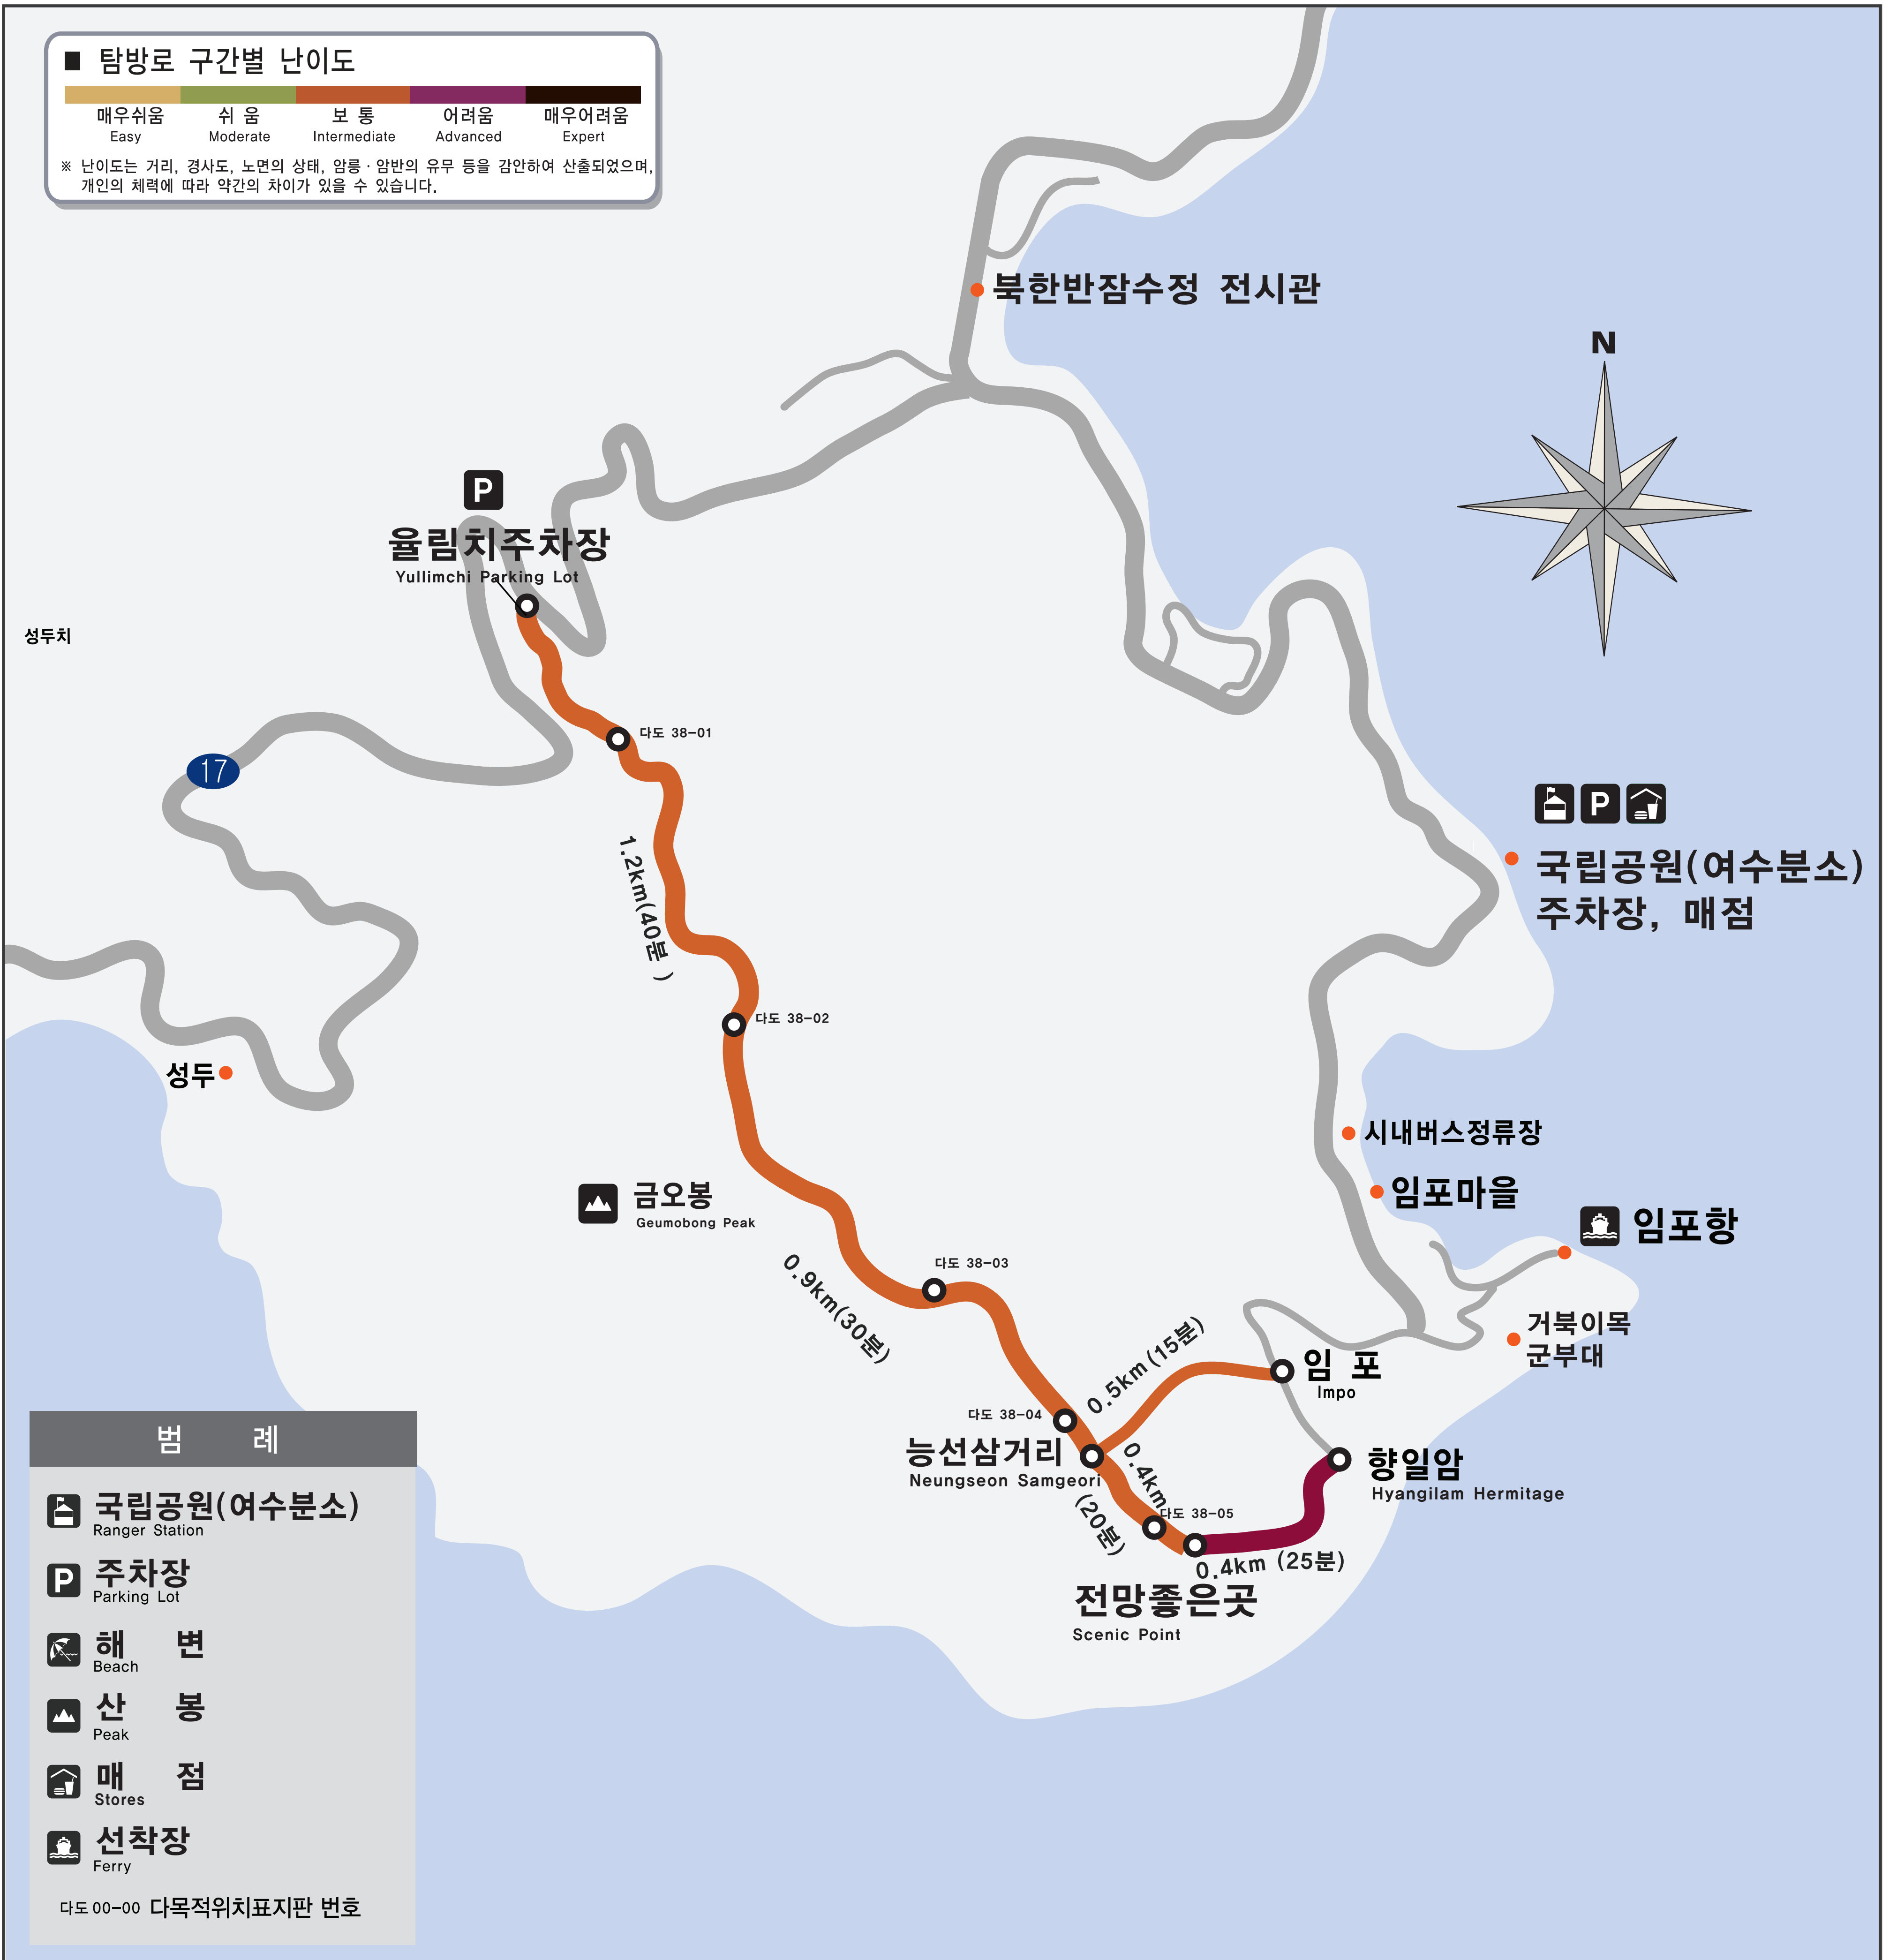 ■ 탐방로 구간별 난이도
매우쉬움 쉬 움 보 통 어려움 매우어려움
Easy Moderate Intermediate Advanced Expert
※ 난이도는 거리, 경사도, 노면의 상태, 암릉 · 암반의 유무 등을 감안하여 산출되었으며,
개인의 체력에 따라 약간의 차이가 있을 수 있습니다.
북한반잠수정 전시관
N
P
율림치주차장
Yullimchi Parking Lot
성두치
다도 38-01
17
P
국립공원(여수분소)
주차장, 매점
1.2km(40분 )
다도 38-02
성두
시내버스정류장
임포마을
금오봉
Geumobong Peak
임포항
다도 38-03
0.9km(30분)
거북이목
군부대
0.5km(15분)
임 포
Impo
다도 38-04
능선삼거리
Neungseon Samgeori
0.4km
(20분)
향일암
Hyangilam Hermitage
다도 38-05
0.4km (25분)
전망좋은곳
Scenic Point
범 례
국립공원(여수분소)
Ranger Station
P 주차장
Parking Lot
해 변
Beach
산 봉
Peak
매 점
Stores
선착장
Ferry
다도 00-00 다목적위치표지판 번호